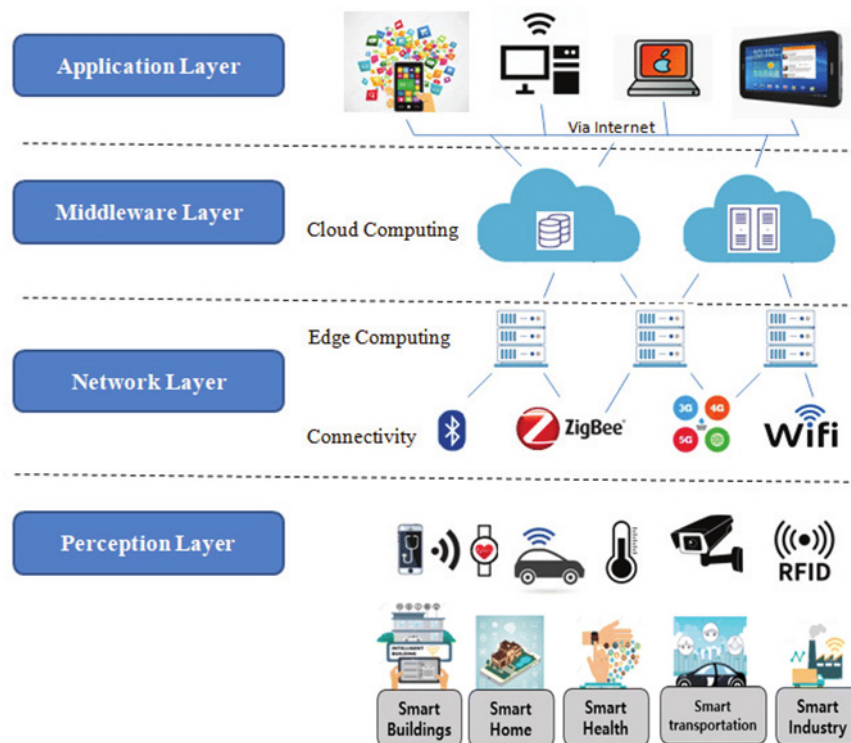 Application Layer
Via Internet
Middleware Layer
Cloud Computing
Edge Computing
Network Layer
Connectivity
ZigBee®
3G
4G
5G
Wifi
Perception Layer
RFID
INTELLIGENT
BUILDING
Smart
Buildings
Smart
Home
Smart
Health
Smart
transportation
Smart
Industry